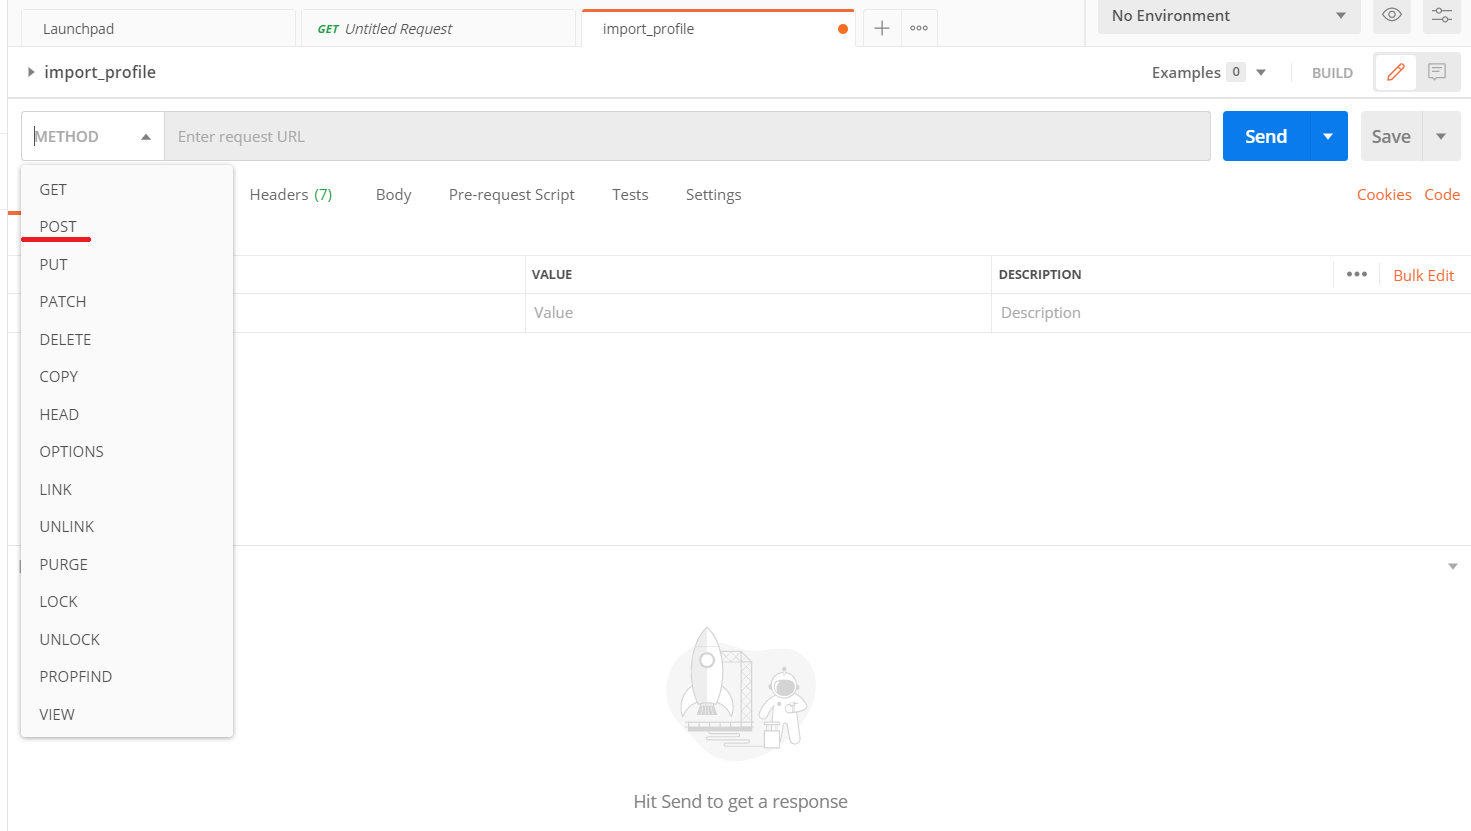 Launchpad
GET Untitled Request
import_profile
No Environment
import_profile
Examples 0
BUILD
METHOD
Enter request URL
Send
Save
GET
POST
PUT
PATCH
DELETE
COPY
HEAD
OPTIONS
LINK
UNLINK
PURGE
LOCK
UNLOCK
PROPFIND
VIEW
Headers (7)
Body
Pre-request Script
Tests
Settings
Cookies
Code
VALUE
DESCRIPTION
Bulk Edit
Value
Description
Hit Send to get a response